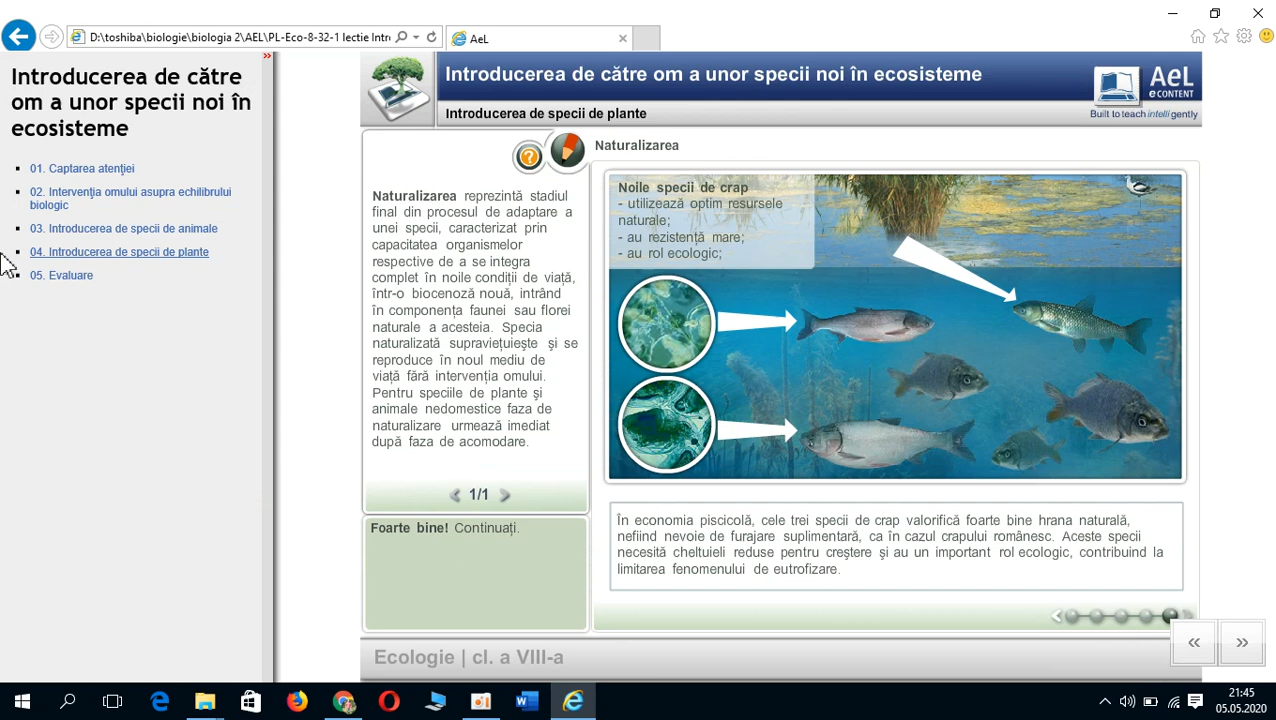 D:\toshiba\biologie\biologia 2\AEL\PL-Eco-8-32-1 lectie Intr
AeL
Introducerea de către
om a unor specii noi în
ecosisteme
01. Captarea atenţiei
02. Intervenţia omului asupra echilibrului
biologic
03. Introducerea de specii de animale
04. Introducerea de specii de plante
05. Evaluare
Introducerea de către om a unor specii noi în ecosisteme
Introducerea de specii de plante
AeL
eCONTENT
Built to teach intelligently
Naturalizarea
Naturalizarea reprezintă stadiul
final din procesul de adaptare a
unei specii, caracterizat prin
capacitatea organismelor
respective de a se integra
complet în noile condiții de viață,
într-o biocenoză nouă, intrând
în componența faunei sau florei
naturale a acesteia. Specia
naturalizată supraviețuiește și se
reproduce în noul mediu de
viață fără intervenția omului.
Pentru speciile de plante și
animale nedomestice faza de
naturalizare urmează imediat
după faza de acomodare.
1/1
Foarte bine! Continuați.
Noile specii de crap
- utilizează optim resursele
naturale;
- au rezistență mare;
- au rol ecologic;
În economia piscicolă, cele trei specii de crap valorifică foarte bine hrana naturală,
nefiind nevoie de furajare suplimentară, ca în cazul crapului românesc. Aceste specii
necesită cheltuieli reduse pentru creștere și au un important rol ecologic, contribuind la
limitarea fenomenului de eutrofizare.
Ecologie | cl. a VIII-a
21:45
05.05.2020